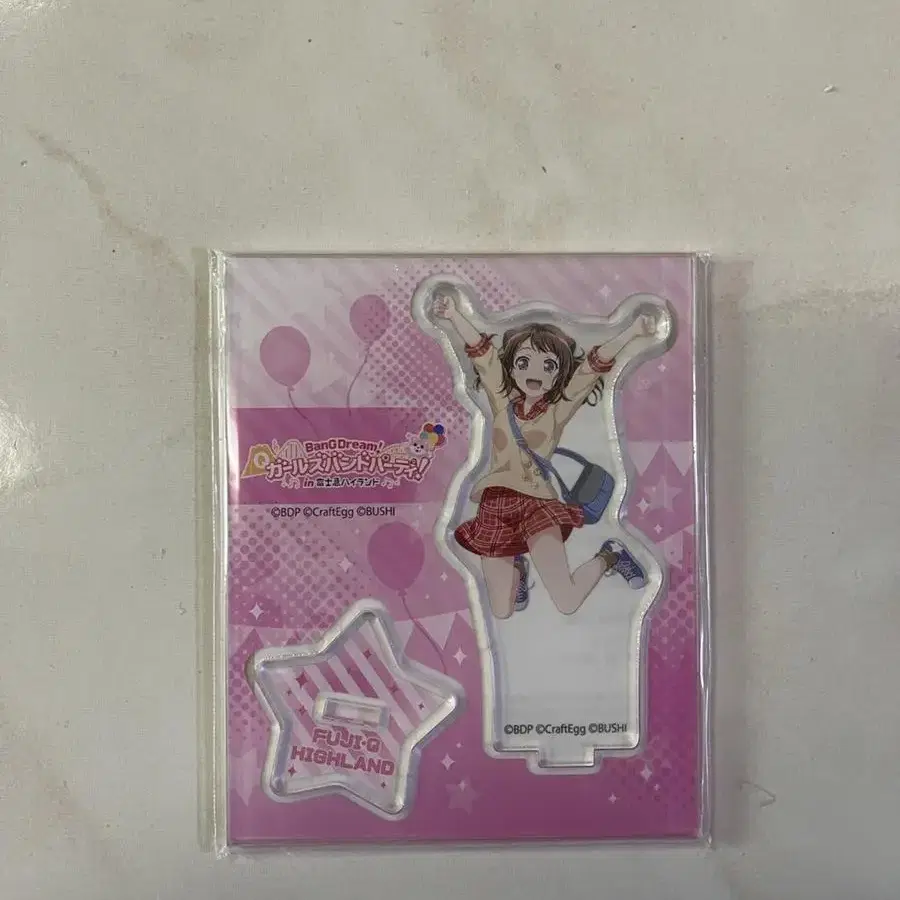 BanG Dream!
ガールズバンドパーティ!
in 富士急ハイランド
©BDP ©CraftEgg ©BUSHI
FUJI-Q
HIGHLAND
©BDP ©CraftEgg ©BUSHI